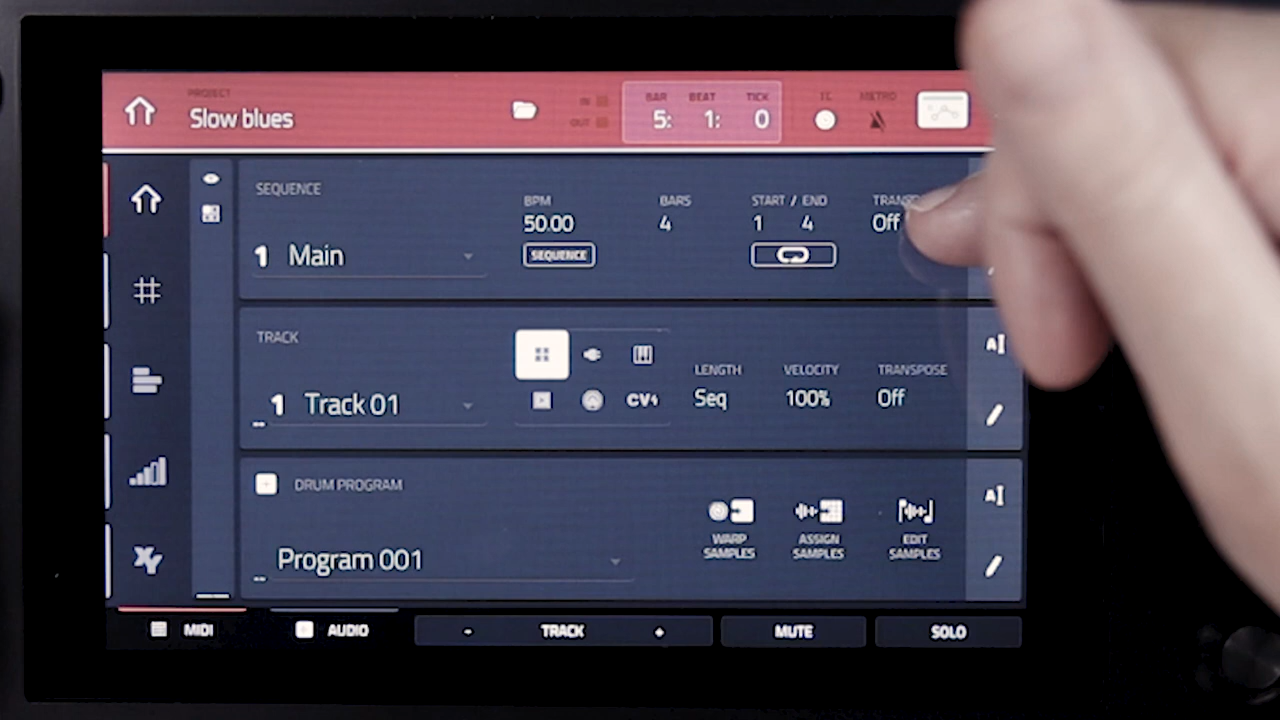 PROJECT
Slow blues
IN
OUT
BAR BEAT TICK
5: 1: 0
TC METRO
SEQUENCE
1 Main
BPM BARS START / END
50.00 4 1 4 Off
SEQUENCE
TRACK
1 Track 01
CV
LENGTH VELOCITY TRANSPOSE
Seq 100% Off
A
DRUM PROGRAM
Program 001
WARP SAMPLES
ASSIGN SAMPLES
EDIT SAMPLES
A
XY
MIDI AUDIO - TRACK + MUTE SOLO